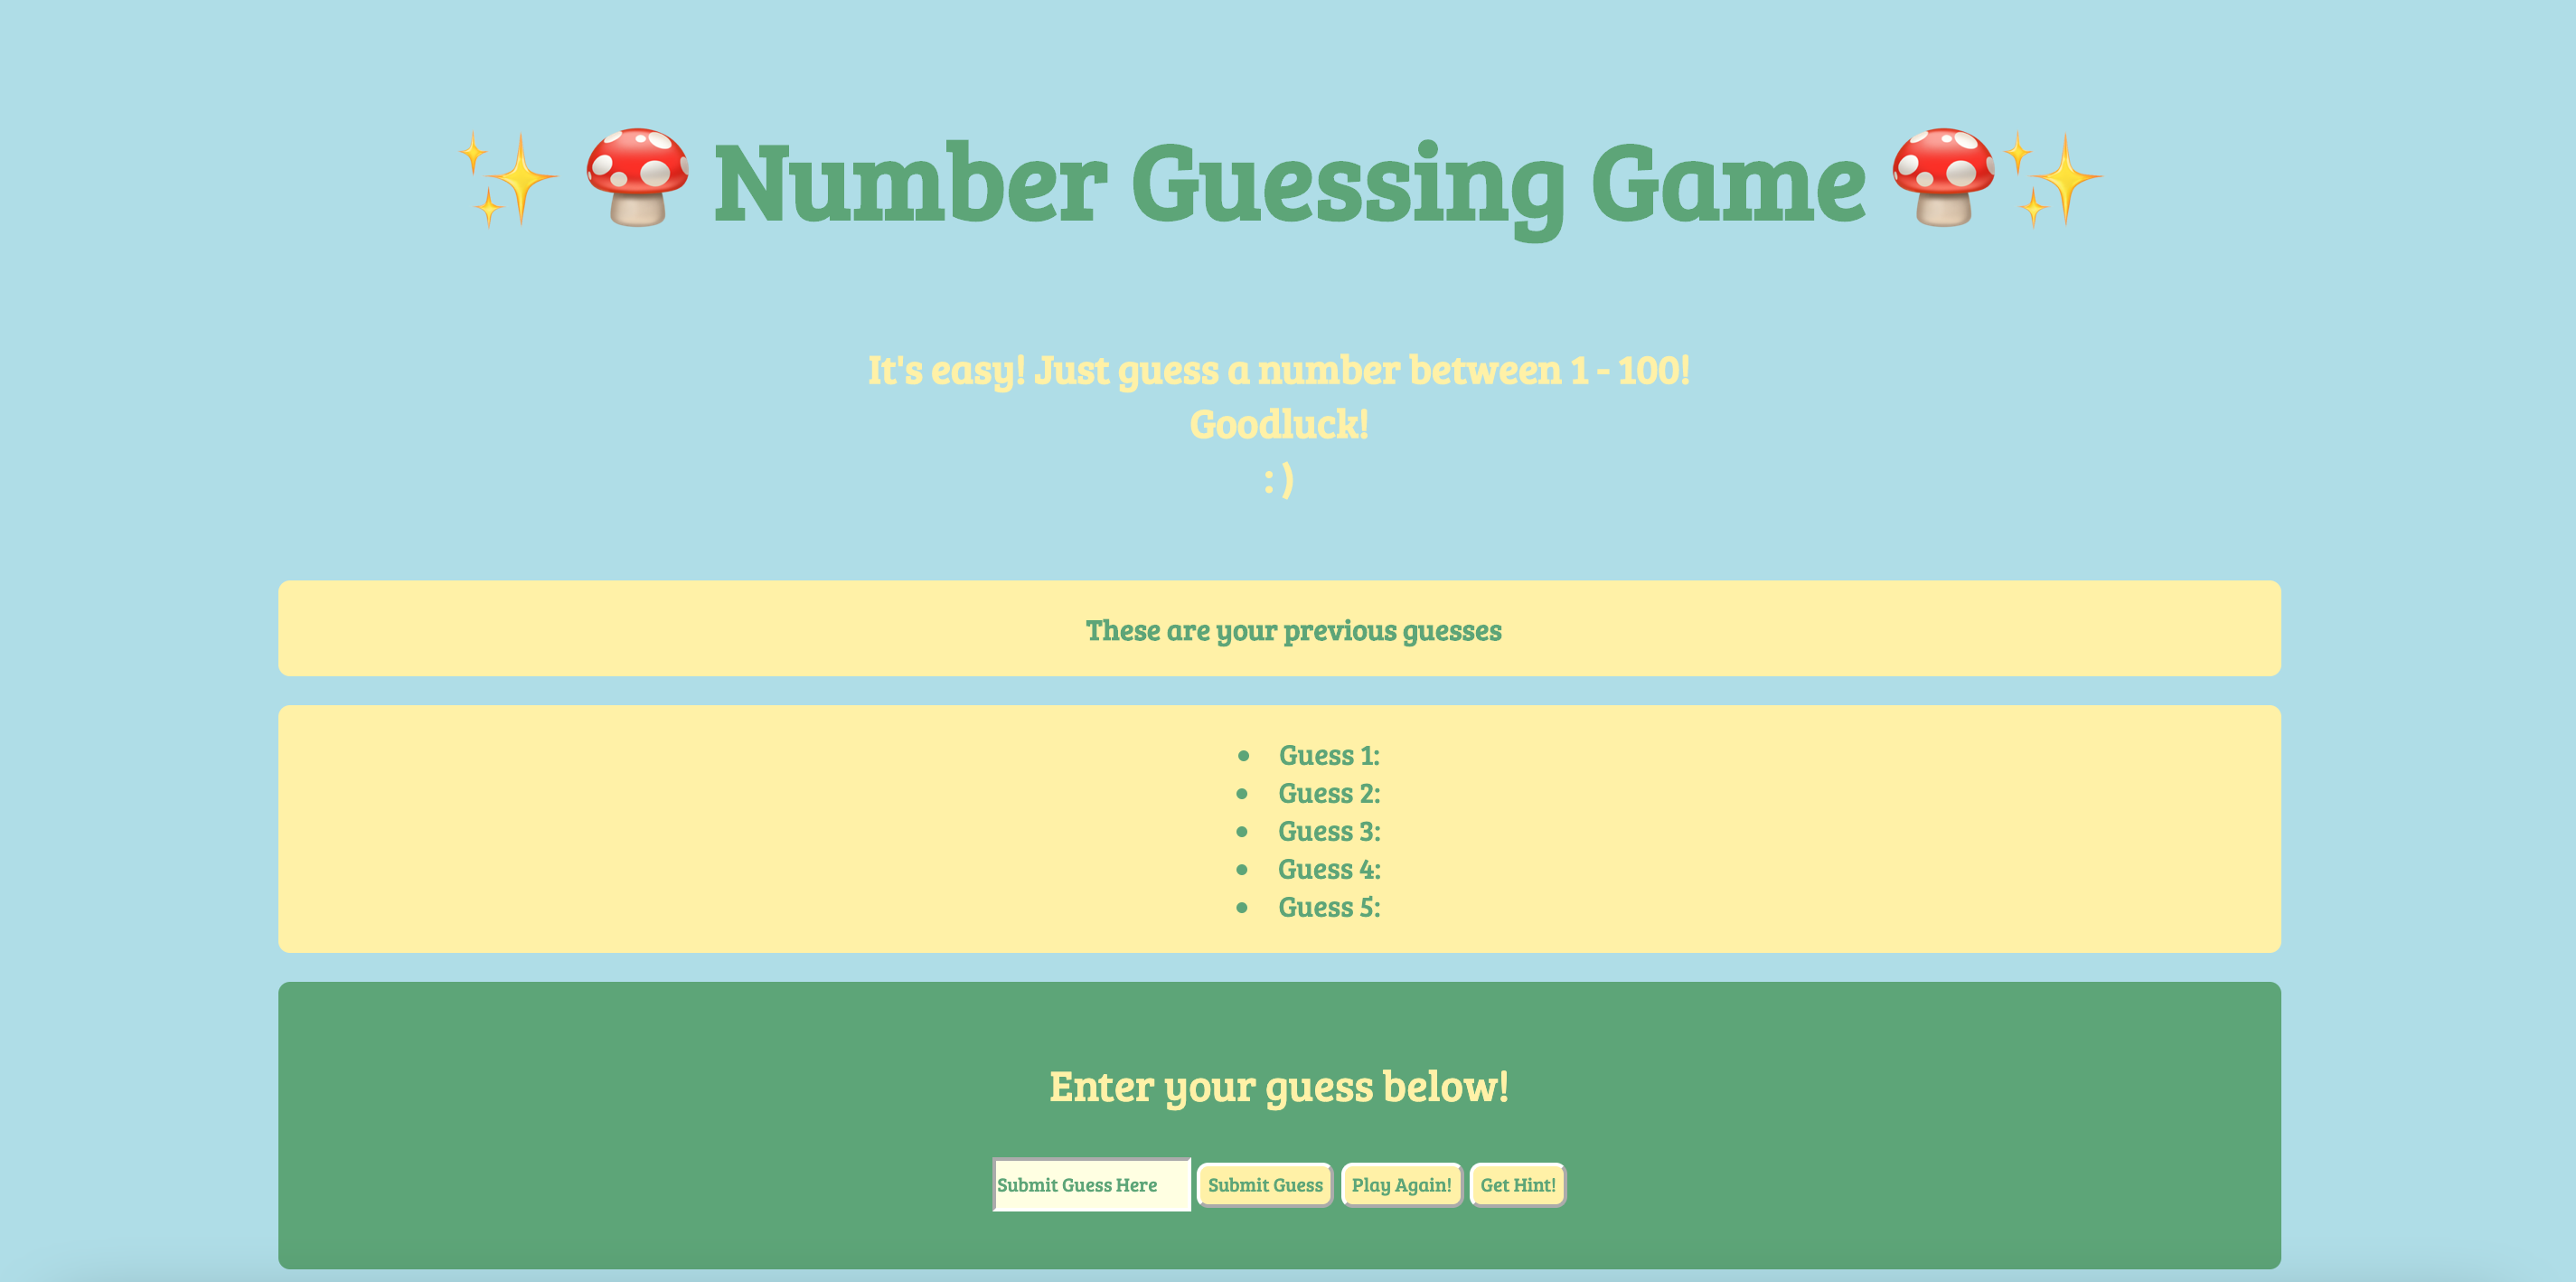 ✨ 🍄 Number Guessing Game 🍄✨
It's easy! Just guess a number between 1 - 100!
Goodluck!
: )
These are your previous guesses
• Guess 1:
• Guess 2:
• Guess 3:
• Guess 4:
• Guess 5:
Enter your guess below!
Submit Guess Here Submit Guess Play Again! Get Hint!